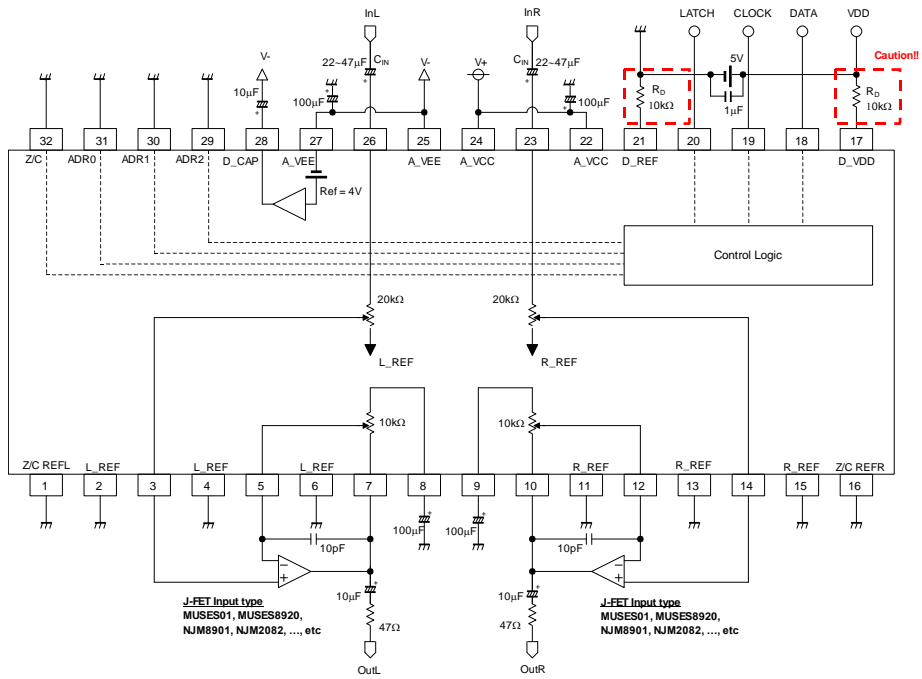 InL InR LATCH CLOCK DATA VDD
V- 22~47μF CIN V- V+ CIN 22~47μF 5V Caution!!
10μF 100μF 100μF RD 10kΩ 1μF RD 10kΩ
32 31 30 29 28 27 26 25 24 23 22 21 20 19 18 17
Z/C ADR0 ADR1 ADR2 D_CAP A_VEE A_VEE A_VCC A_VCC D_REF D_VDD
Ref = 4V
Control Logic
20kΩ 20kΩ
L_REF R_REF
10kΩ 10kΩ
Z/C REFL L_REF L_REF L_REF R_REF R_REF R_REF Z/C REFR
1 2 3 4 5 6 7 8 9 10 11 12 13 14 15 16
100μF 100μF
10pF 10pF
10μF 10μF
J-FET Input type
MUSES01, MUSES8920,
NJM8901, NJM2082, ..., etc
47Ω 47Ω
J-FET Input type
MUSES01, MUSES8920,
NJM8901, NJM2082, ..., etc
OutL OutR